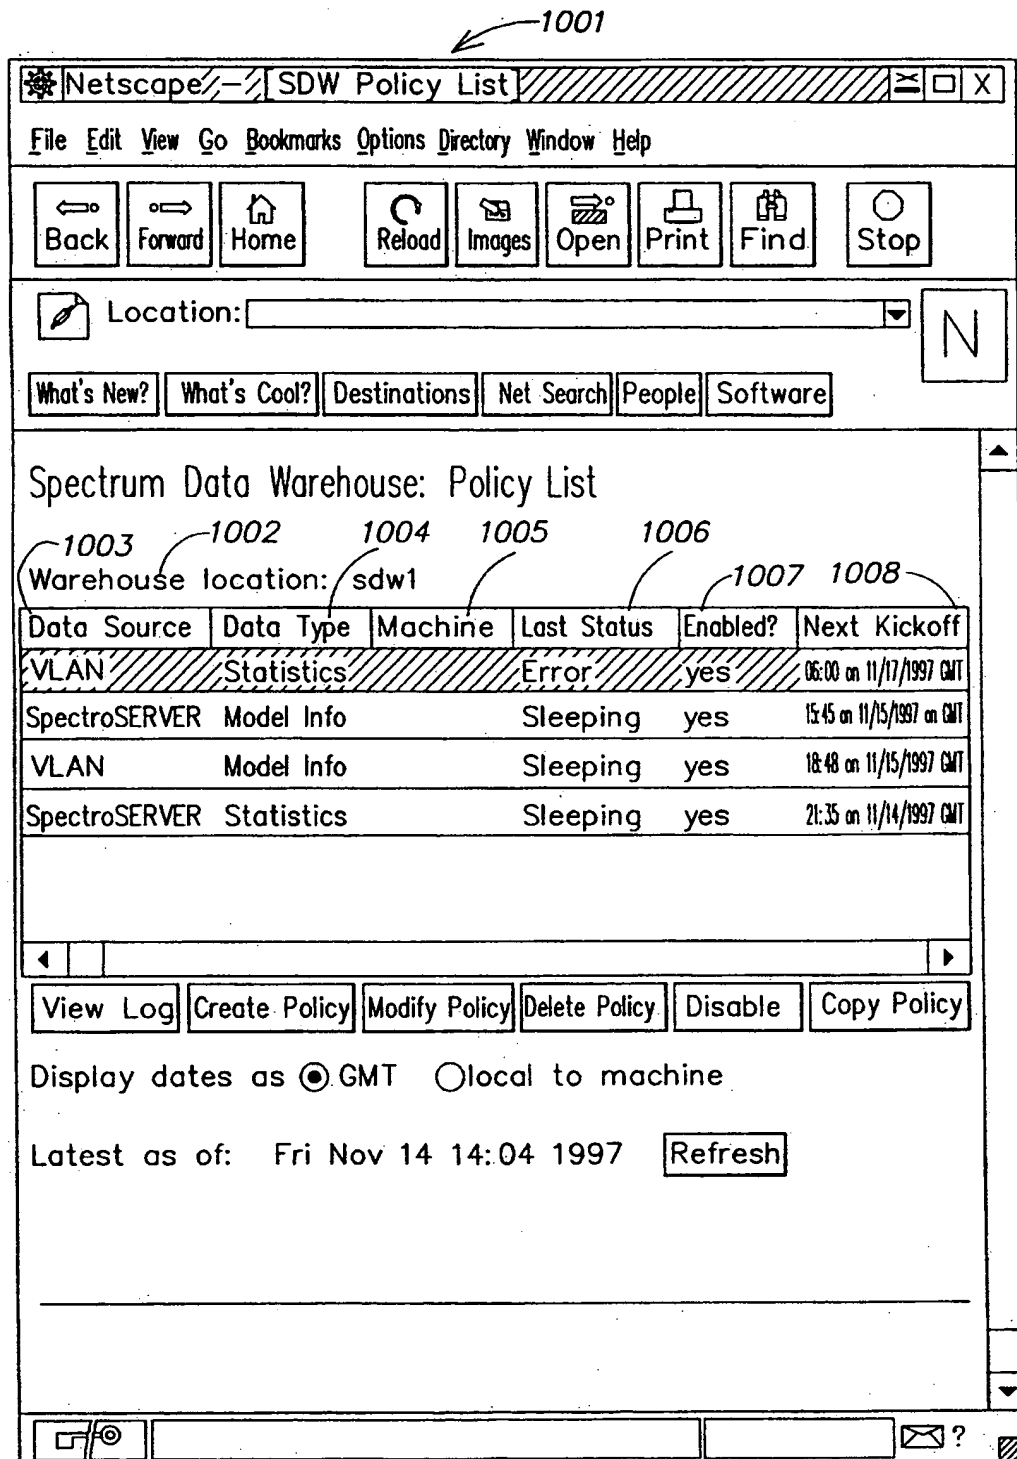 1001
Netscape - [SDW Policy List] X
File Edit View Go Bookmarks Options Directory Window Help
Back Forward Home Reload Images Open Print Find Stop
Location: N
What's New? What's Cool? Destinations Net Search People Software
Spectrum Data Warehouse: Policy List
1003 1002 1004 1005 1006
Warehouse location: sdw1 1007 1008
Data Source Data Type Machine Last Status Enabled? Next Kickoff
VLAN Statistics Error yes 06:00 on 11/17/1997 GMT
SpectroSERVER Model Info Sleeping yes 15:45 on 11/15/1997 on GMT
VLAN Model Info Sleeping yes 18:48 on 11/15/1997 GMT
SpectroSERVER Statistics Sleeping yes 21:35 on 11/14/1997 GMT
View Log Create Policy Modify Policy Delete Policy Disable Copy Policy
Display dates as GMT local to machine
Latest as of: Fri Nov 14 14:04 1997 Refresh
?